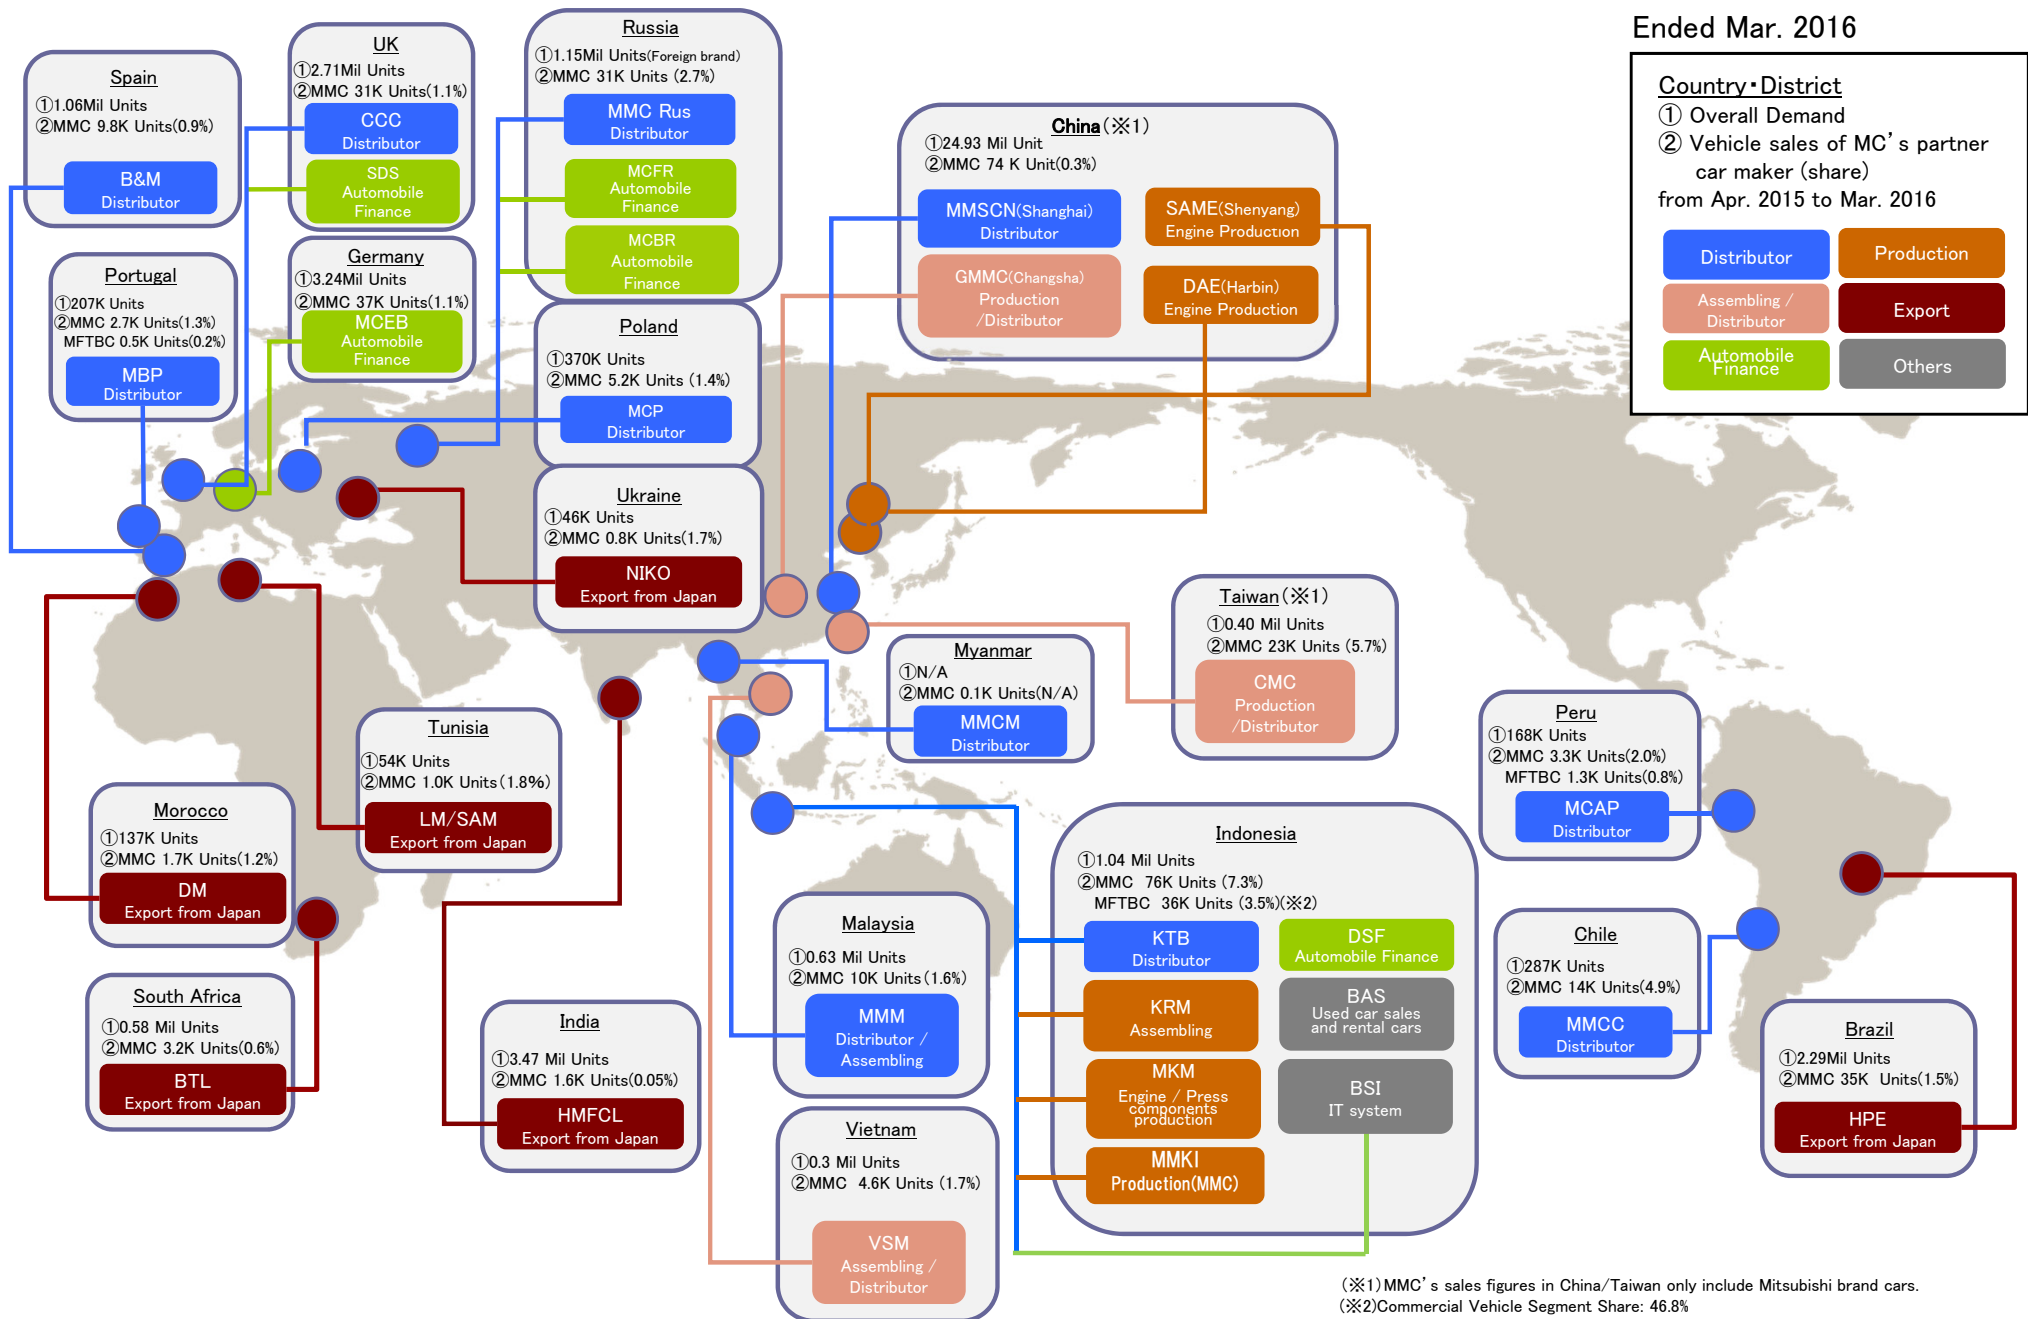 Ended Mar. 2016
Country・District
① Overall Demand
② Vehicle sales of MC's partner
car maker (share)
from Apr. 2015 to Mar. 2016
Distributor
Production
Assembling /
Distributor
Export
Automobile
Finance
Others
Spain
①1.06Mil Units
②MMC 9.8K Units(0.9%)
B&M
Distributor
UK
①2.71Mil Units
②MMC 31K Units(1.1%)
CCC
Distributor
SDS
Automobile
Finance
Russia
①1.15Mil Units(Foreign brand)
②MMC 31K Units (2.7%)
MMC Rus
Distributor
MCFR
Automobile
Finance
MCBR
Automobile
Finance
China(※1)
①24.93 Mil Unit
②MMC 74 K Unit(0.3%)
MMSCN(Shanghai)
Distributor
SAME(Shenyang)
Engine Production
GMMC(Changsha)
Production
/Distributor
DAE(Harbin)
Engine Production
Portugal
①207K Units
②MMC 2.7K Units(1.3%)
MFTBC 0.5K Units(0.2%)
MBP
Distributor
Germany
①3.24Mil Units
②MMC 37K Units(1.1%)
MCEB
Automobile
Finance
Poland
①370K Units
②MMC 5.2K Units (1.4%)
MCP
Distributor
Ukraine
①46K Units
②MMC 0.8K Units(1.7%)
NIKO
Export from Japan
Taiwan(※1)
①0.40 Mil Units
②MMC 23K Units (5.7%)
CMC
Production
/Distributor
Myanmar
①N/A
②MMC 0.1K Units(N/A)
MMCM
Distributor
Tunisia
①54K Units
②MMC 1.0K Units(1.8%)
LM/SAM
Export from Japan
Peru
①168K Units
②MMC 3.3K Units(2.0%)
MFTBC 1.3K Units(0.8%)
MCAP
Distributor
Morocco
①137K Units
②MMC 1.7K Units(1.2%)
DM
Export from Japan
Indonesia
①1.04 Mil Units
②MMC 76K Units (7.3%)
MFTBC 36K Units (3.5%)(※2)
KTB
Distributor
DSF
Automobile Finance
KRM
Assembling
BAS
Used car sales
and rental cars
MKM
Engine / Press
components
production
BSI
IT system
MMKI
Production(MMC)
Malaysia
①0.63 Mil Units
②MMC 10K Units(1.6%)
MMM
Distributor /
Assembling
Chile
①287K Units
②MMC 14K Units(4.9%)
MMCC
Distributor
South Africa
①0.58 Mil Units
②MMC 3.2K Units(0.6%)
BTL
Export from Japan
India
①3.47 Mil Units
②MMC 1.6K Units(0.05%)
HMFCL
Export from Japan
Brazil
①2.29Mil Units
②MMC 35K Units(1.5%)
HPE
Export from Japan
Vietnam
①0.3 Mil Units
②MMC 4.6K Units (1.7%)
VSM
Assembling /
Distributor
(※1)MMC's sales figures in China/Taiwan only include Mitsubishi brand cars.
(※2)Commercial Vehicle Segment Share: 46.8%